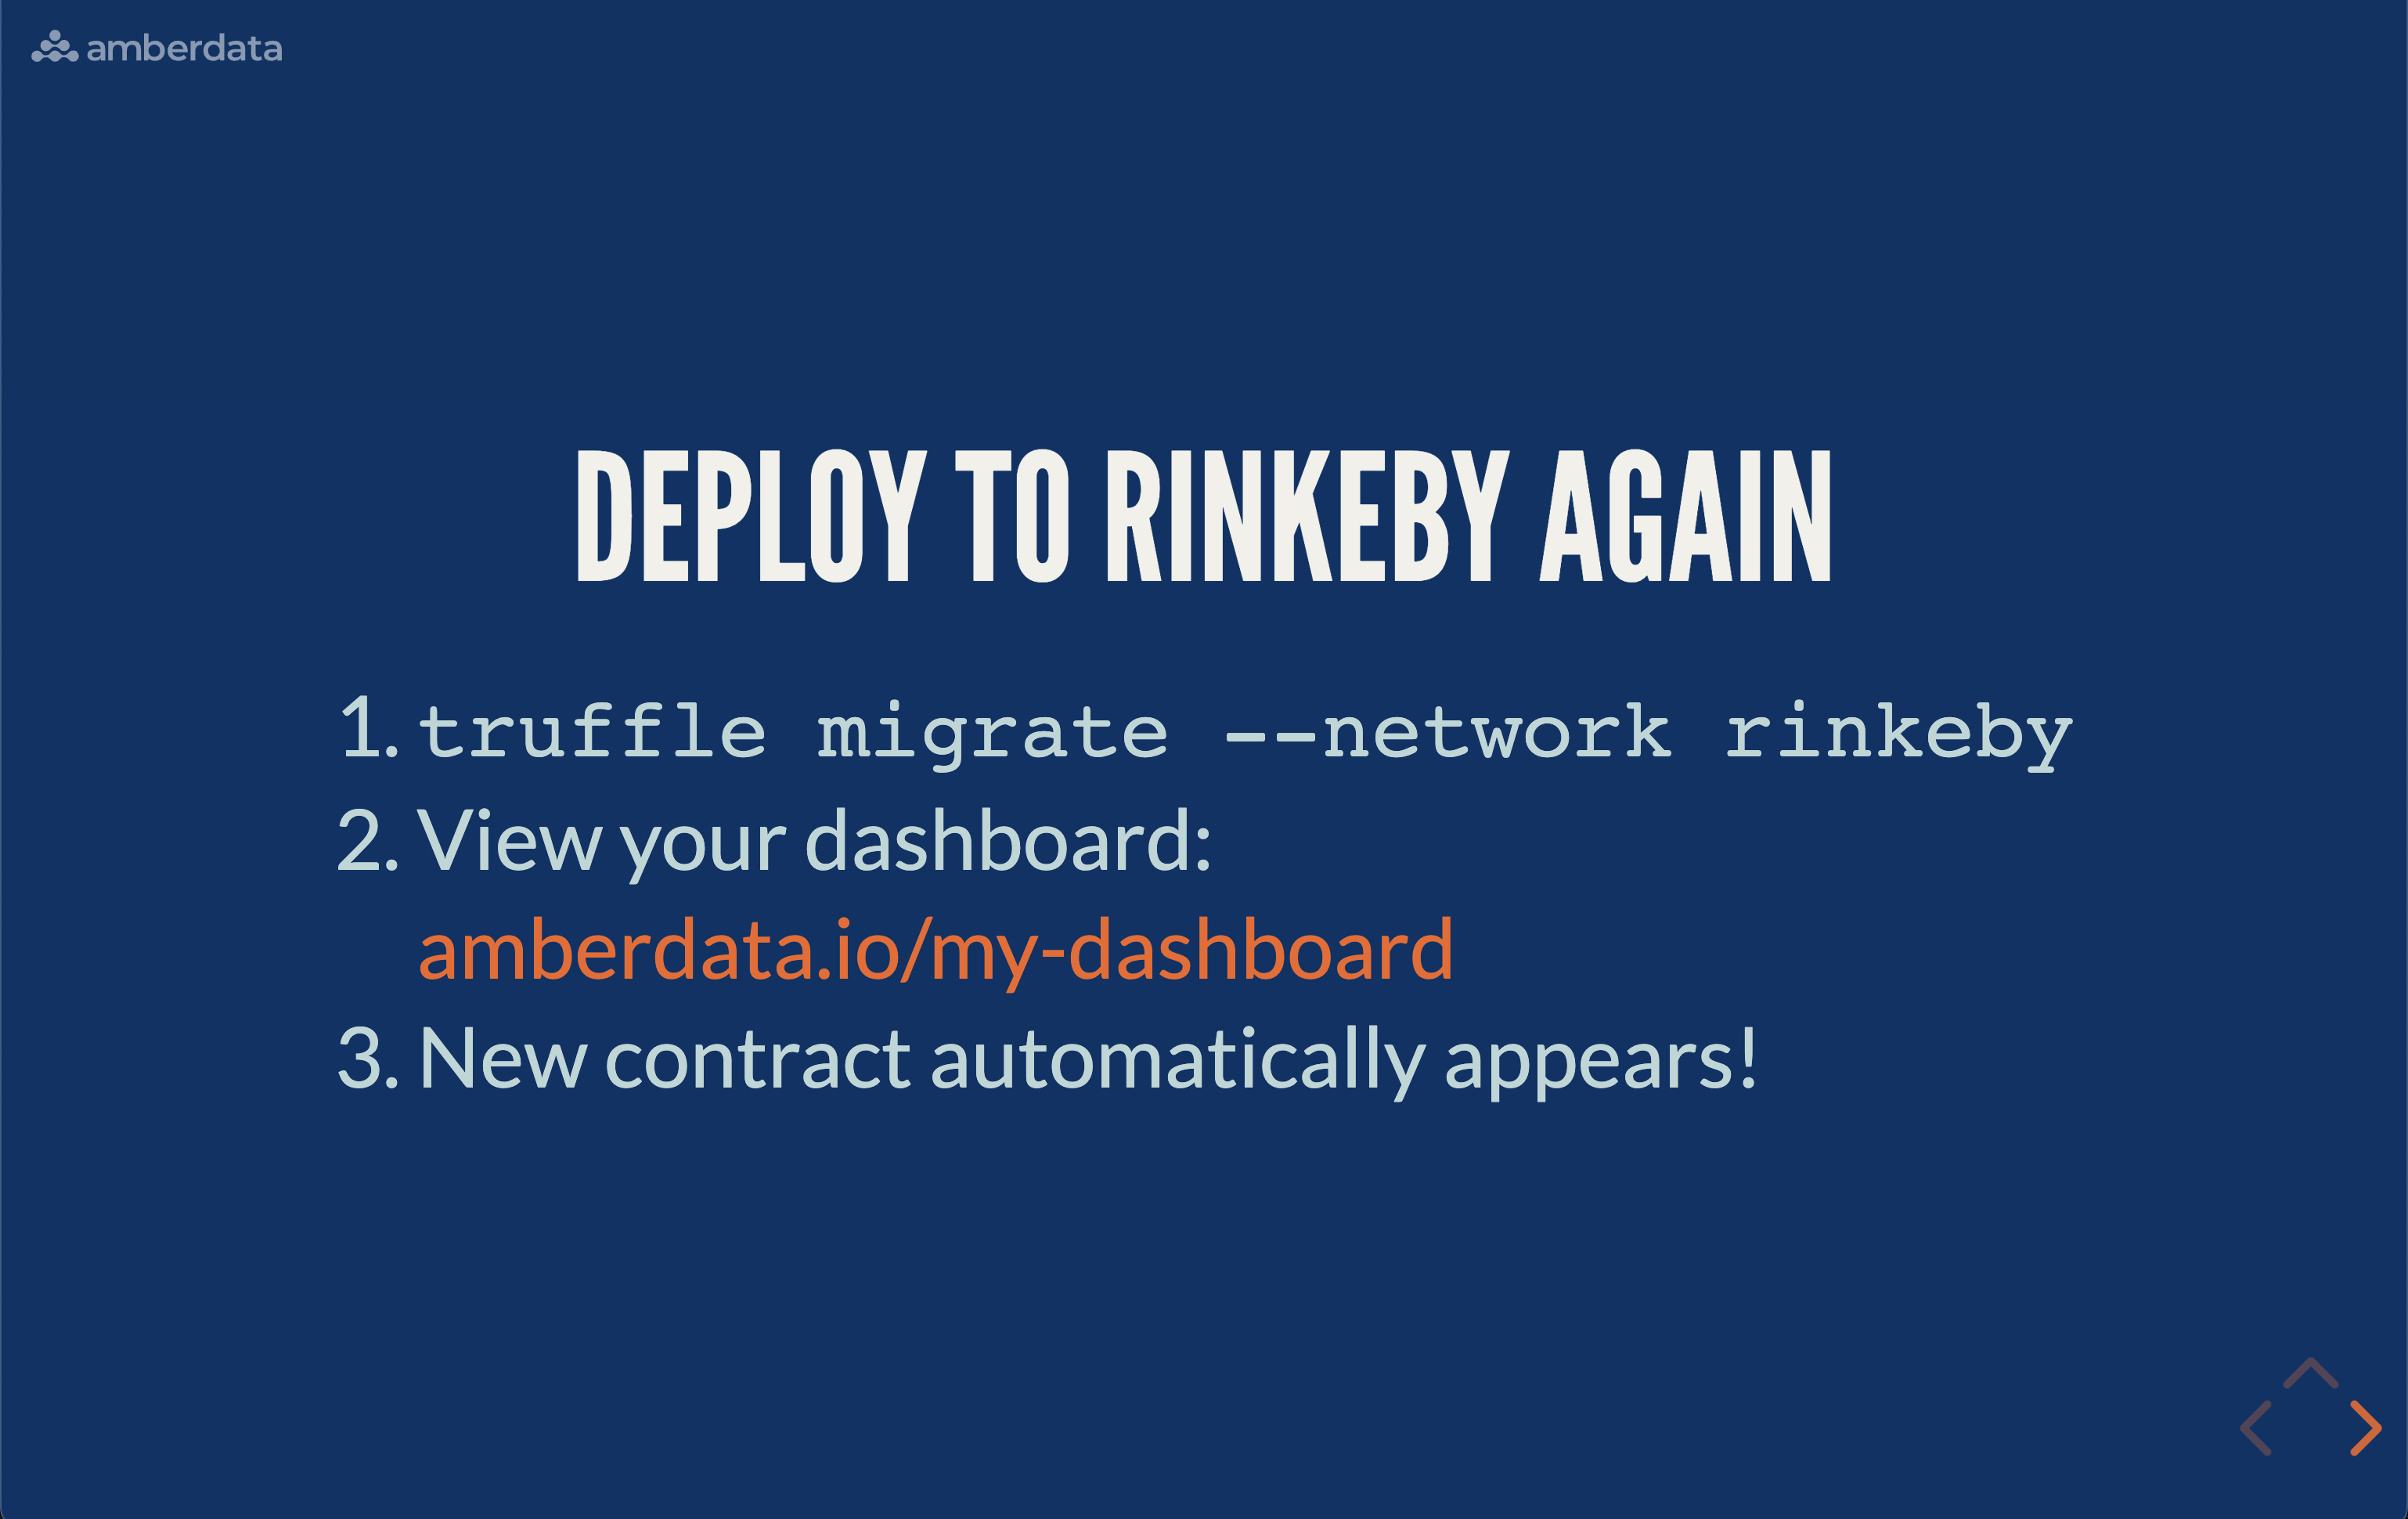 amberdata
DEPLOY TO RINKEBY AGAIN
1. truffle migrate --network rinkeby
2. View your dashboard:
amberdata.io/my-dashboard
3. New contract automatically appears!